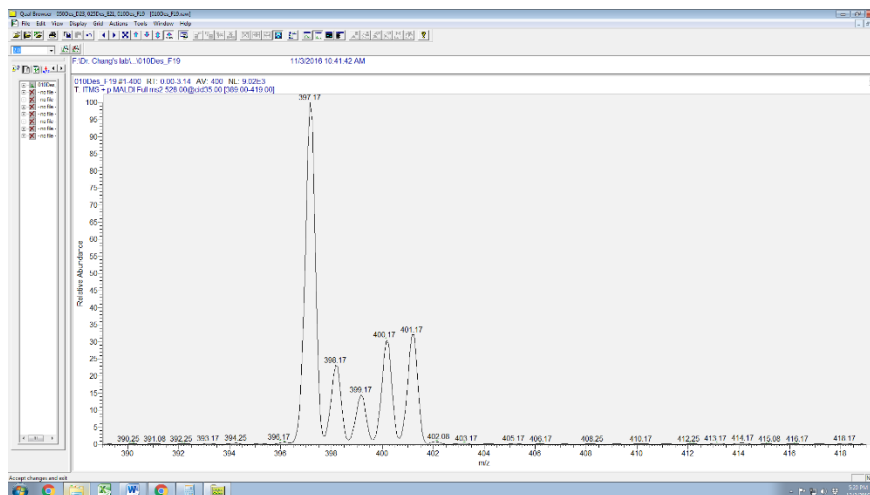 File Edit View Display Grid Actions Tools Window Help
F:\Dr. Chang's lab\...\010Des_F19 11/3/2016 10:41:42 AM
010Des_F19 #1-400 RT: 0.00-3.14 AV: 400 NL: 9.02E3
T: ITMS + p MALDI Full ms2 528.00@cid35.00 [389.00-419.00]
010Des
397.17
100
95
90
85
80
75
70
65
60
55
50
45
40
35
30
25
20
15
10
5
0
Relative Abundance
400.17 401.17
398.17
399.17
390.25 391.08 392.25 393.17 394.25 396.17 402.08 403.17 405.17 406.17 408.25 410.17 412.25 413.17 414.17 415.08 416.17 418.17
390 392 394 396 398 400 402 404 406 408 410 412 414 416 418
m/z
Accept changes and exit
5:20 PM